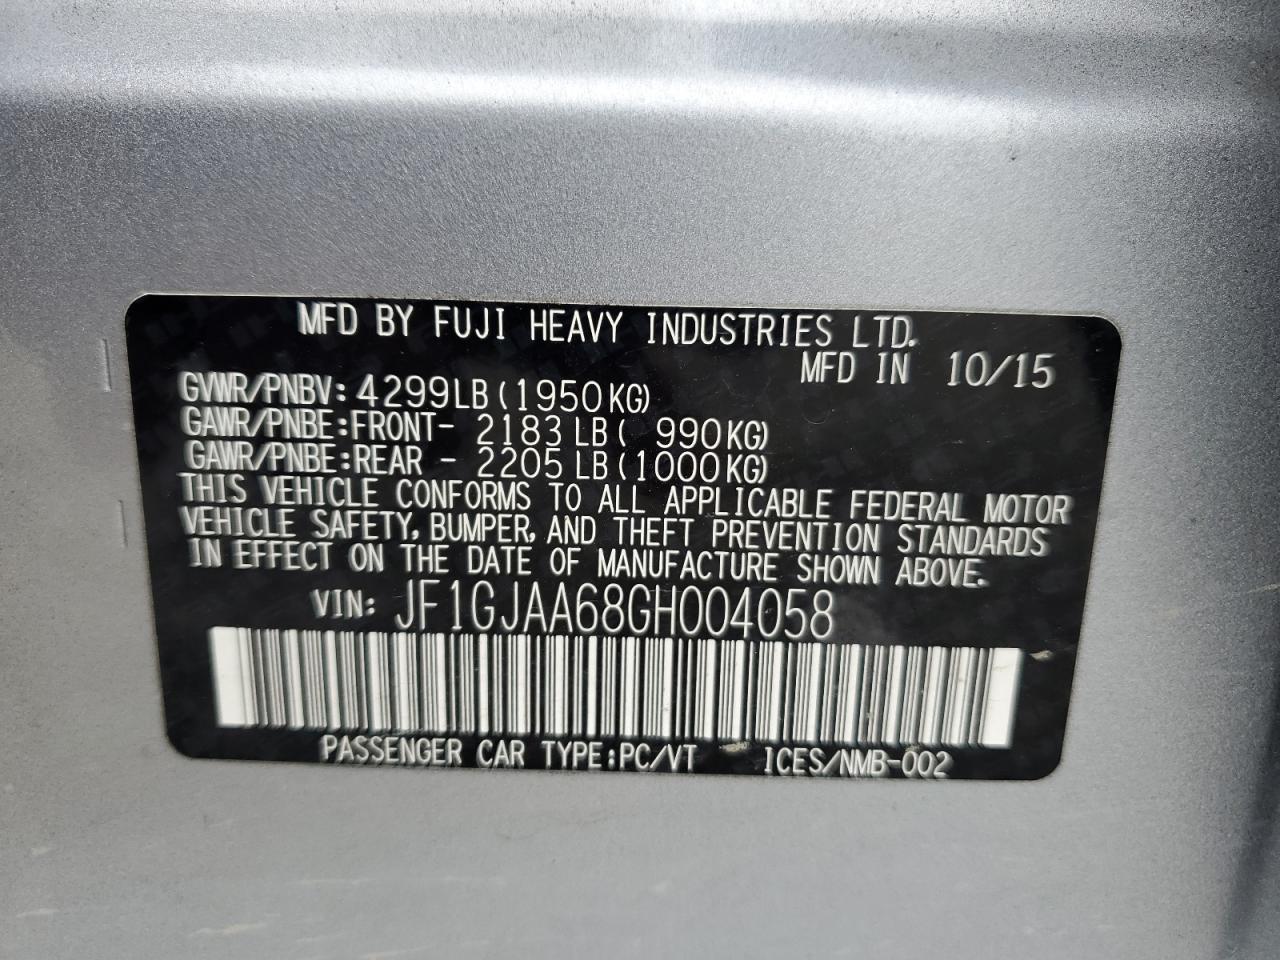 MFD BY FUJI HEAVY INDUSTRIES LTD.
MFD IN 10/15
GVWR/PNBV: 4299LB (1950KG)
GAWR/PNBE:FRONT- 2183LB ( 990KG)
GAWR/PNBE:REAR - 2205LB (1000KG)
THIS VEHICLE CONFORMS TO ALL APPLICABLE FEDERAL MOTOR
VEHICLE SAFETY, BUMPER, AND THEFT PREVENTION STANDARDS
IN EFFECT ON THE DATE OF MANUFACTURE SHOWN ABOVE.
VIN: JF1GJAA68GH004058
PASSENGER CAR TYPE:PC/VT ICES/NMB-002